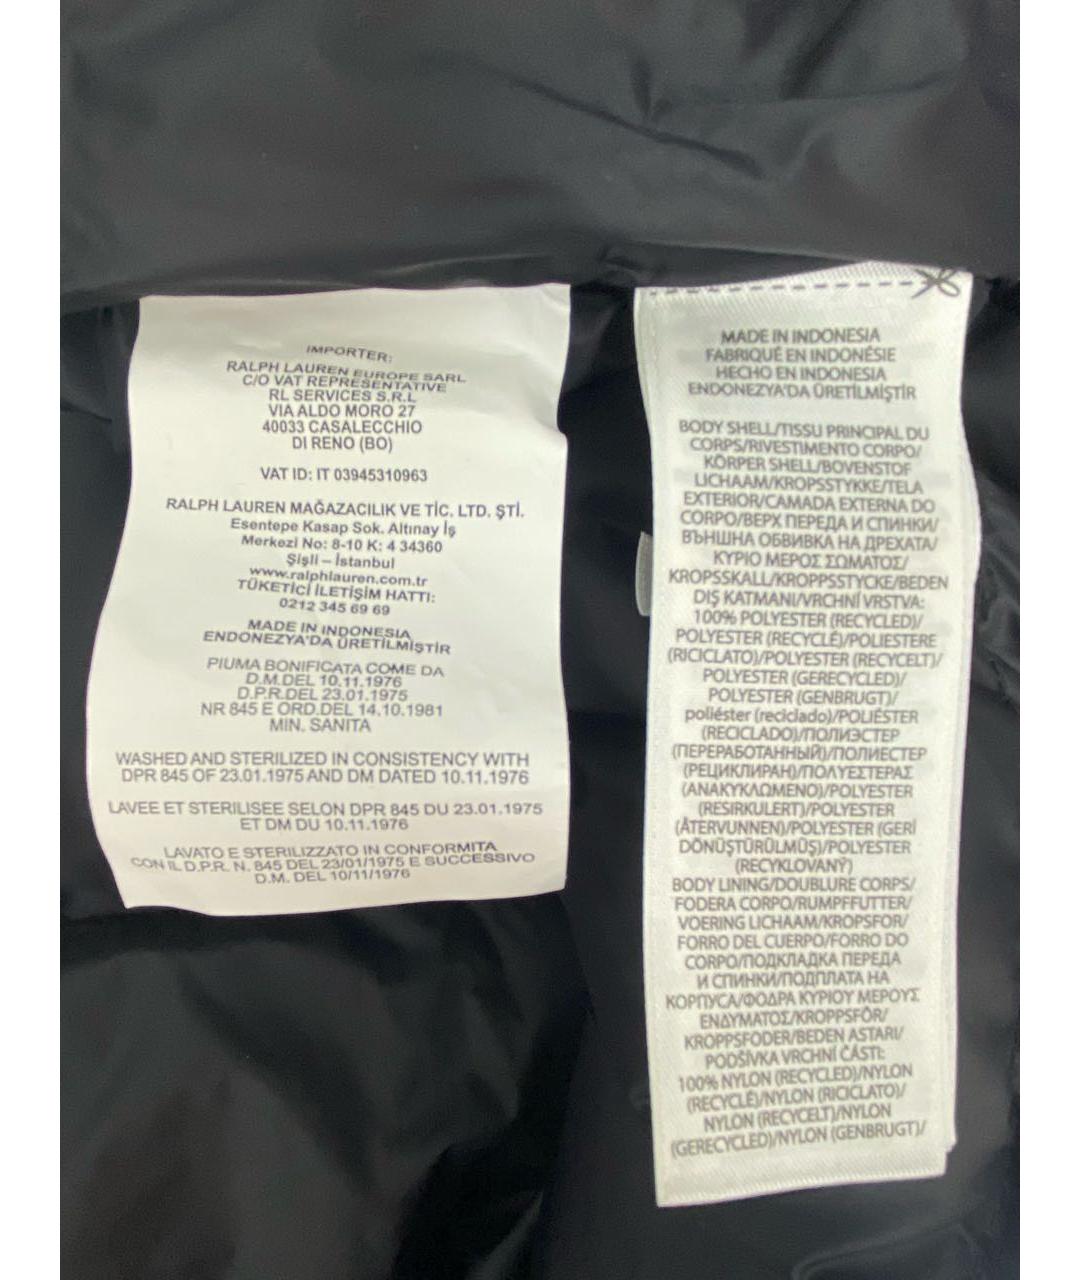 IMPORTER:
RALPH LAUREN EUROPE SARL
C/O VAT REPRESENTATIVE
RL SERVICES S.R.L
VIA ALDO MORO 27
40033 CASALECCHIO
DI RENO (BO)
VAT ID: IT 03945310963
RALPH LAUREN MAĞAZACILIK VE TİC. LTD. ŞTİ.
Esentepe Kasap Sok. Altınay İş
Merkezi No: 8-10 K: 4 34360
Şişli – İstanbul
www.ralphlauren.com.tr
TÜKETİCİ İLETİŞİM HATTI:
0212 345 69 69
MADE IN INDONESIA
ENDONEZYA'DA ÜRETİLMİŞTİR
PIUMA BONIFICATA COME DA
D.M.DEL 10.11.1976
D.P.R.DEL 23.01.1975
NR 845 E ORD.DEL 14.10.1981
MIN. SANITA
WASHED AND STERILIZED IN CONSISTENCY WITH
DPR 845 OF 23.01.1975 AND DM DATED 10.11.1976
LAVEE ET STERILISEE SELON DPR 845 DU 23.01.1975
ET DM DU 10.11.1976
LAVATO E STERILIZZATO IN CONFORMITA
CON IL D.P.R. N. 845 DEL 23/01/1975 E SUCCESSIVO
D.M. DEL 10/11/1976
MADE IN INDONESIA
FABRIQUÉ EN INDONÉSIE
HECHO EN INDONESIA
ENDONEZYA'DA ÜRETİLMİŞTİR
BODY SHELL/TISSU PRINCIPAL DU
CORPS/RIVESTIMENTO CORPO/
KÖRPER SHELL/BOVENSTOF
LICHAAM/KROPSSTYKKE/TELA
EXTERIOR/CAMADA EXTERNA DO
CORPO/ВЕРХ ПЕРЕДА И СПИНКИ/
ВЪНШНА ОБВИВКА НА ДРЕХАТА/
ΚΥΡΙΟ ΜΕΡΟΣ ΣΩΜΑΤΟΣ/
KROPSSKALL/KROPPSSTYCKE/BEDEN
DIŞ KATMANI/VRCHNÍ VRSTVA:
100% POLYESTER (RECYCLED)/
POLYESTER (RECYCLÉ)/POLIESTERE
(RICICLATO)/POLYESTER (RECYCELT)/
POLYESTER (GERECYCLED)/
POLYESTER (GENBRUGT)/
poliéster (reciclado)/POLIÉSTER
(RECICLADO)/ПОЛИЭСТЕР
(ПЕРЕРАБОТАННЫЙ)/ПОЛИЕСТЕР
(РЕЦИКЛИРАН)/ΠΟΛΥΕΣΤΕΡΑΣ
(ΑΝΑΚΥΚΛΩΜΕΝΟ)/POLYESTER
(RESIRKULERT)/POLYESTER
(ÅTERVUNNEN)/POLYESTER (GERİ
DÖNÜŞTÜRÜLMÜŞ)/POLYESTER
(RECYKLOVANÝ)
BODY LINING/DOUBLURE CORPS/
FODERA CORPO/RUMPFFUTTER/
VOERING LICHAAM/KROPSFOR/
FORRO DEL CUERPO/FORRO DO
CORPO/ПОДКЛАДКА ПЕРЕДА
И СПИНКИ/ПОДПЛАТА НА
КОРПУСА/ΦΟΔΡΑ ΚΥΡΙΟΥ ΜΕΡΟΥΣ
ΕΝΔΥΜΑΤΟΣ/KROPPSFÔR/
KROPPSFODER/BEDEN ASTARI/
PODŠÍVKA VRCHNÍ ČÁSTI:
100% NYLON (RECYCLED)/NYLON
(RECYCLÉ)/NYLON (RICICLATO)/
NYLON (RECYCELT)/NYLON
(GERECYCLED)/NYLON (GENBRUGT)/